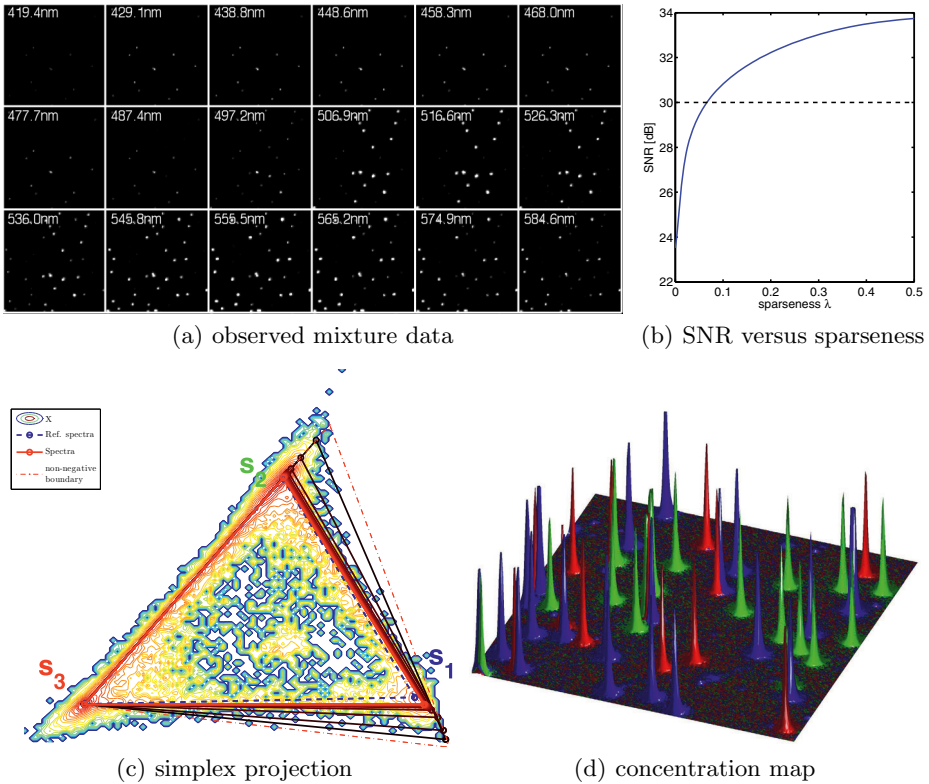 419.4nm 429.1nm 438.8nm 448.6nm 458.3nm 468.0nm
477.7nm 487.4nm 497.2nm 506.9nm 516.6nm 526.3nm
536.0nm 545.8nm 555.5nm 565.2nm 574.9nm 584.6nm
(a) observed mixture data
34
32
30
28
26
24
22
SNR [dB]
0 0.1 0.2 0.3 0.4 0.5
sparseness λ
(b) SNR versus sparseness
X
Ref. spectra
Spectra
non-negative
boundary
S2
S1
S3
(c) simplex projection
(d) concentration map